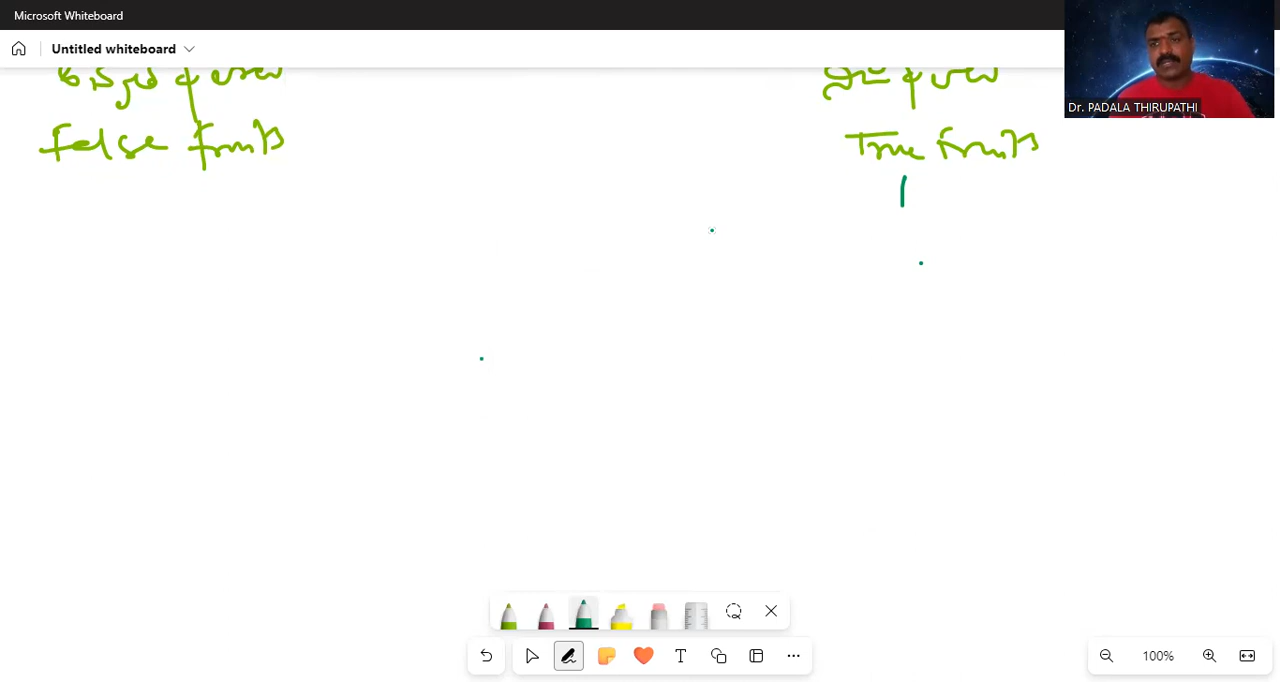 Microsoft Whiteboard
Untitled whiteboard
Dr. PADALA THIRUPATHI
False fruits
True Fruits
100%